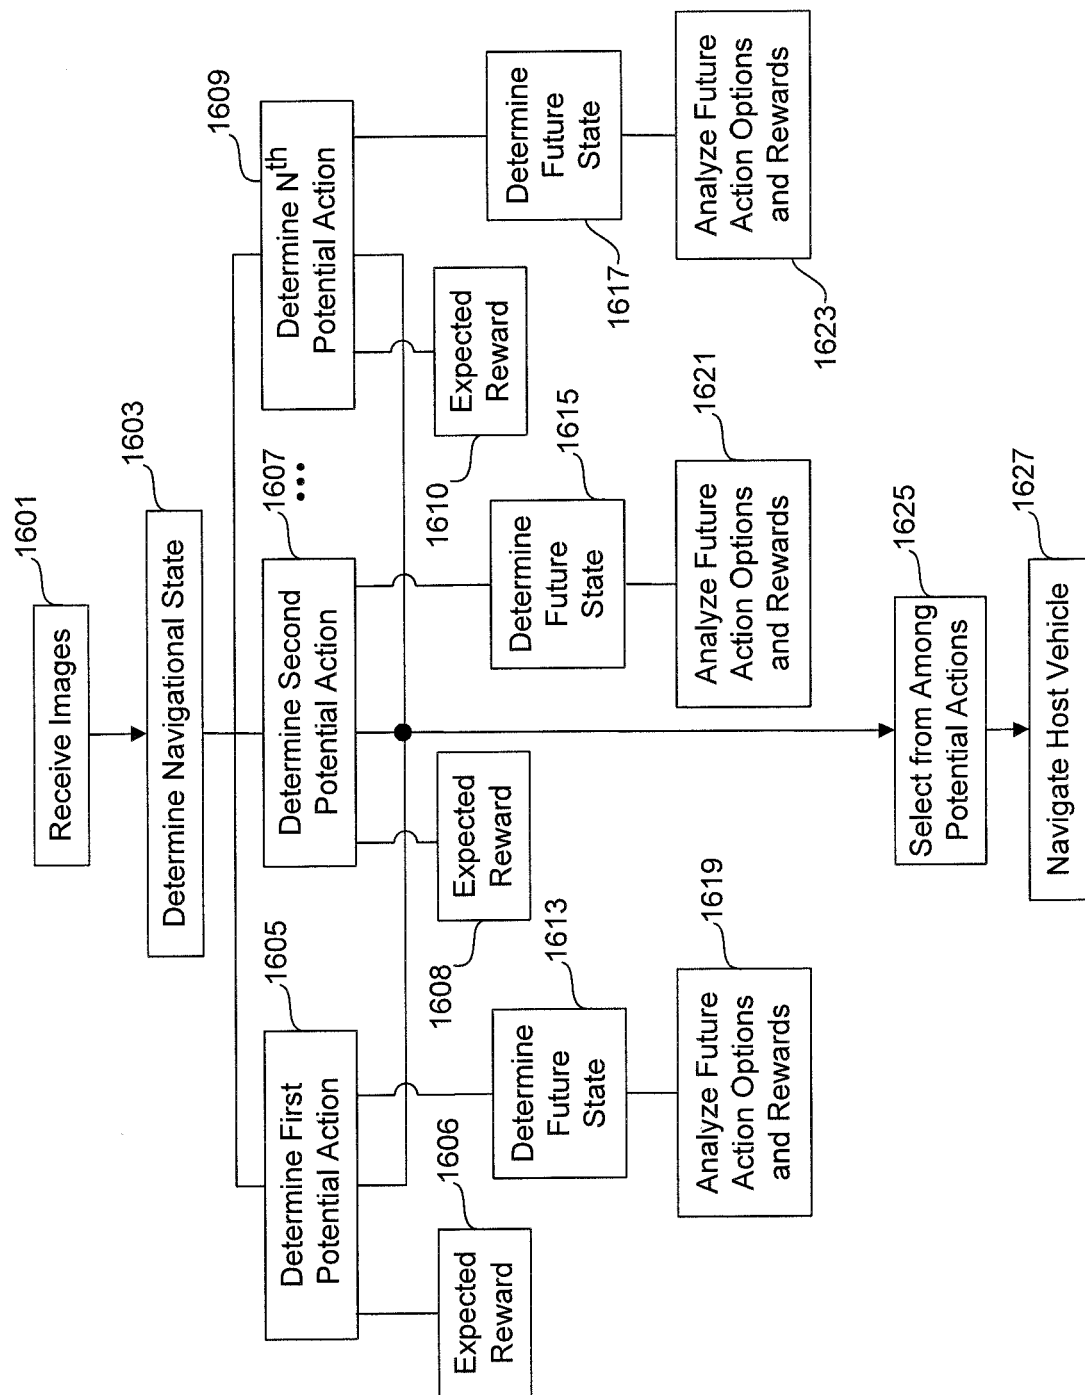 1601
Receive Images
1603
Determine Navigational State
1605
Determine First
Potential Action
1607
Determine Second
Potential Action
...
1609
Determine Nth
Potential Action
1606
Expected
Reward
1608
Expected
Reward
1610
Expected
Reward
1613
Determine
Future
State
1615
Determine
Future
State
1617
Determine
Future
State
1619
Analyze Future
Action Options
and Rewards
1621
Analyze Future
Action Options
and Rewards
1623
Analyze Future
Action Options
and Rewards
1625
Select from Among
Potential Actions
1627
Navigate Host Vehicle